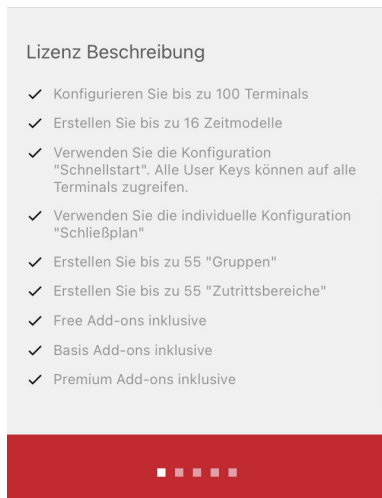 Lizenz Beschreibung
Konfigurieren Sie bis zu 100 Terminals
Erstellen Sie bis zu 16 Zeitmodelle
Verwenden Sie die Konfiguration
"Schnellstart". Alle User Keys können auf alle
Terminals zugreifen.
Verwenden Sie die individuelle Konfiguration
"Schließplan"
Erstellen Sie bis zu 55 "Gruppen"
Erstellen Sie bis zu 55 "Zutrittsbereiche"
Free Add-ons inklusive
Basis Add-ons inklusive
Premium Add-ons inklusive